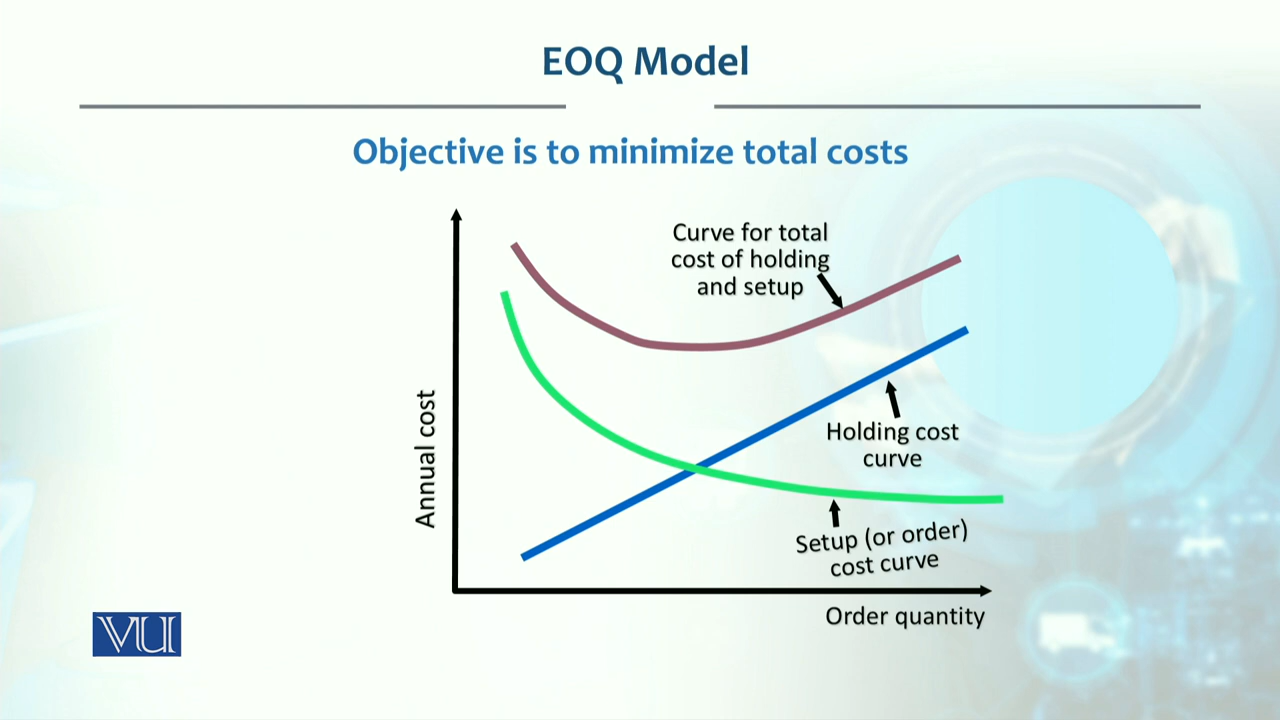 EOQ Model
Objective is to minimize total costs
Curve for total
cost of holding
and setup
Annual cost
Holding cost
curve
Setup (or order)
cost curve
Order quantity
VU